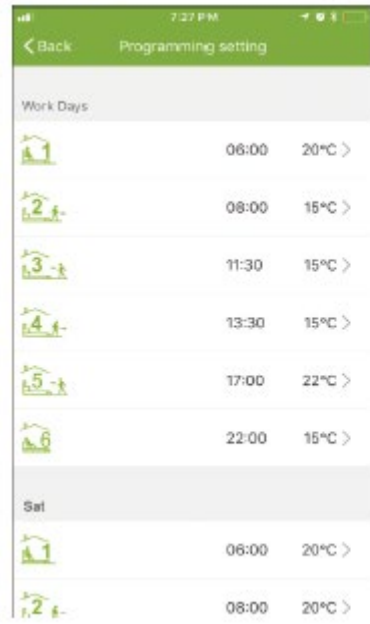 7:27 PM
Back Programming setting
Work Days
1 06:00 20°C
2 08:00 15°C
3 11:30 15°C
4 13:30 15°C
5 17:00 22°C
6 22:00 15°C
Sat
1 06:00 20°C
2 08:00 20°C